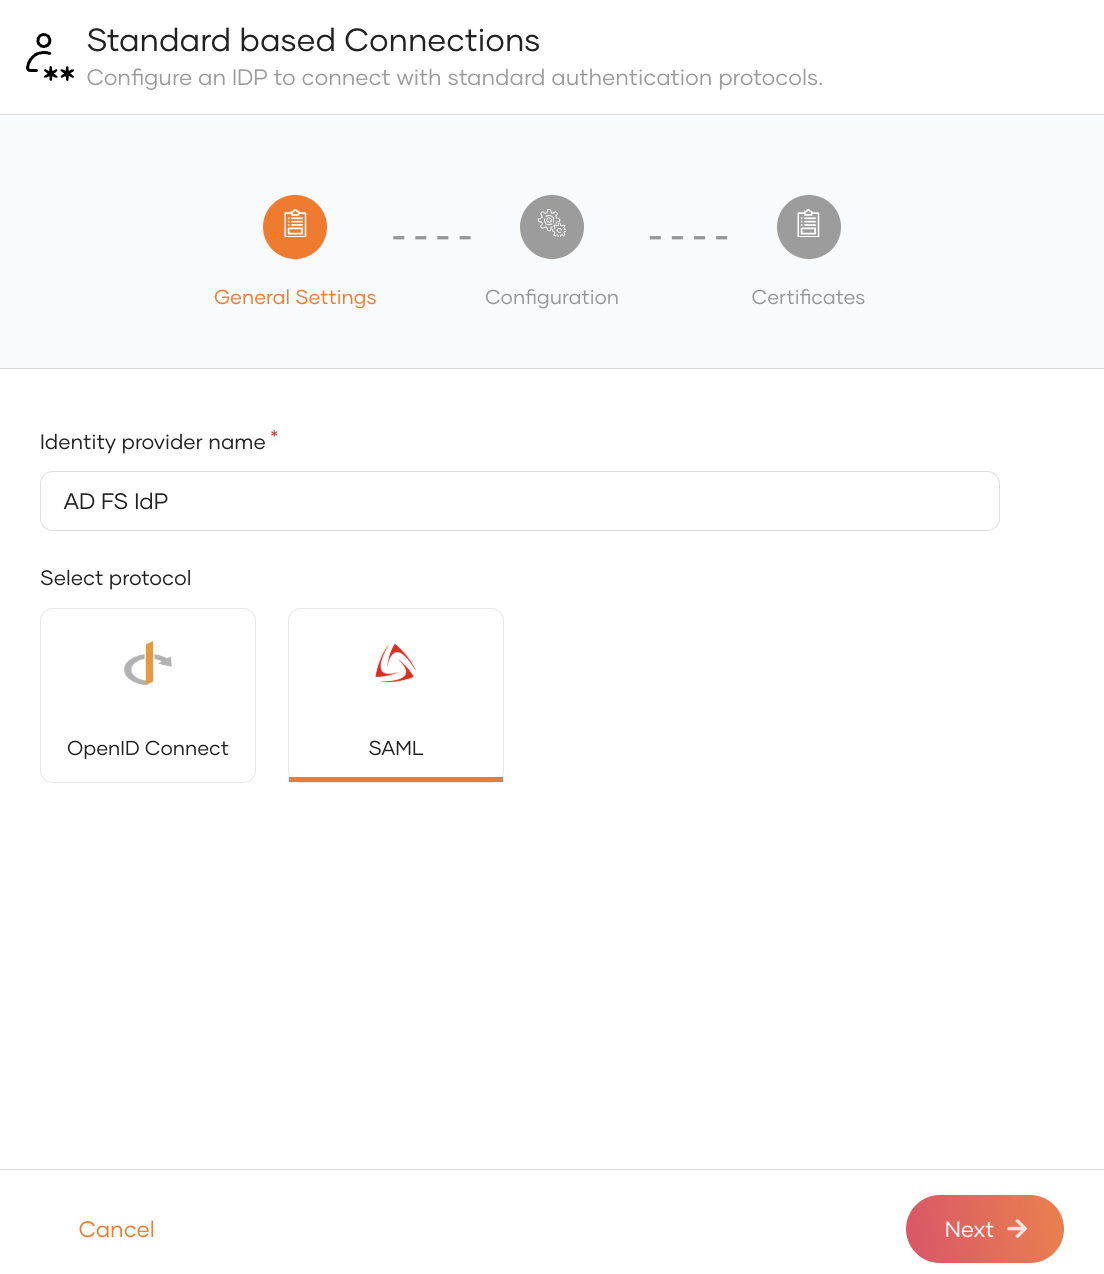 Standard based Connections
Configure an IDP to connect with standard authentication protocols.
General Settings
Configuration
Certificates
Identity provider name *
AD FS IdP
Select protocol
OpenID Connect
SAML
Cancel
Next